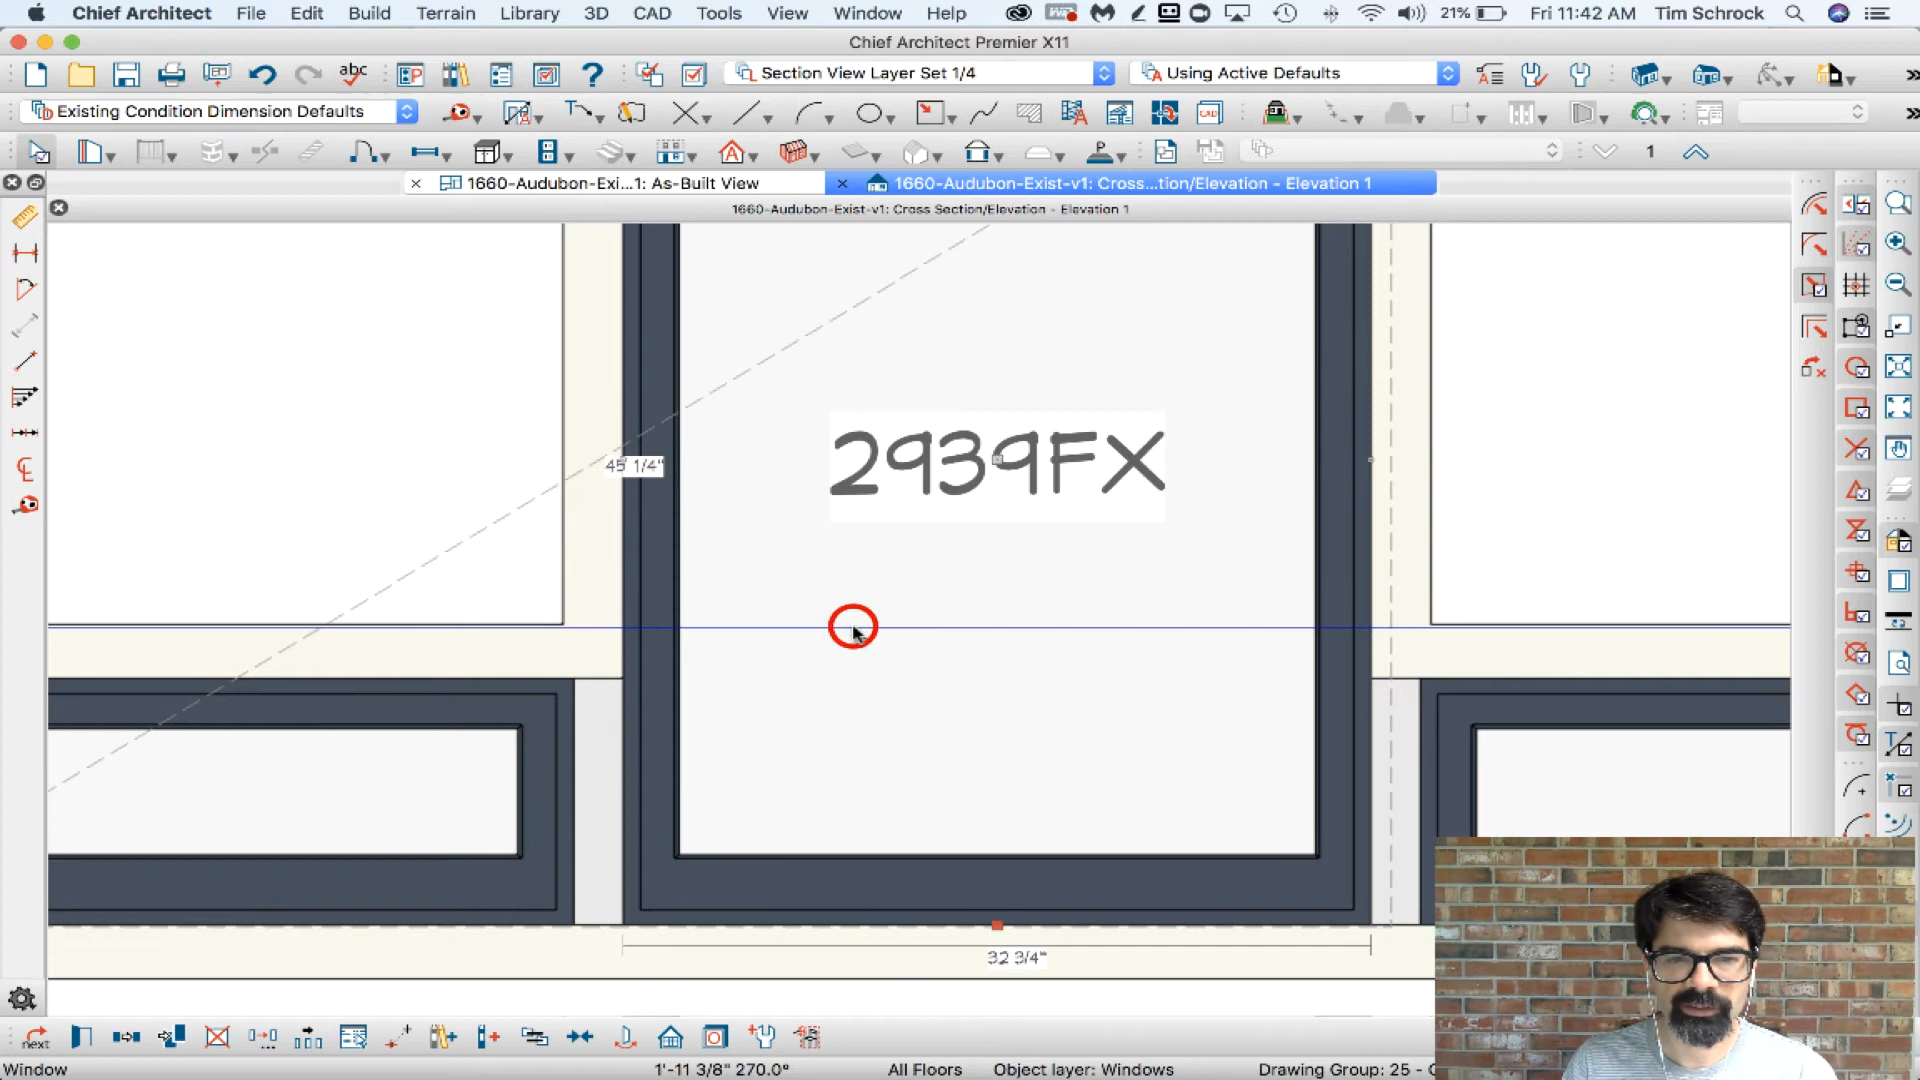 Chief Architect File Edit Build Terrain Library 3D CAD Tools View Window Help 21% Fri 11:42 AM Tim Schrock
Chief Architect Premier X11
abc Section View Layer Set 1/4 Using Active Defaults
Existing Condition Dimension Defaults
1
1660-Audubon-Exi...1: As-Built View 1660-Audubon-Exist-v1: Cross...tion/Elevation - Elevation 1
1660-Audubon-Exist-v1: Cross Section/Elevation - Elevation 1
2939FX
45 1/4"
32 3/4"
next
Window 1'-11 3/8" 270.0° All Floors Object layer: Windows Drawing Group: 25 -